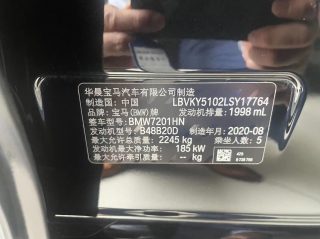 华晨宝马汽车有限公司制造
制造国：中国 LBVKY5102LSY17764
品牌：宝马(BMW)牌 发动机排量：1998 mL
整车型号：BMW7201HN
发动机型号：B48B20D 制造年月：2020-08
最大允许总质量：2245 kg 乘坐人数：5
发动机最大净功率：185 kW
最大允许牵引质量：-- kg